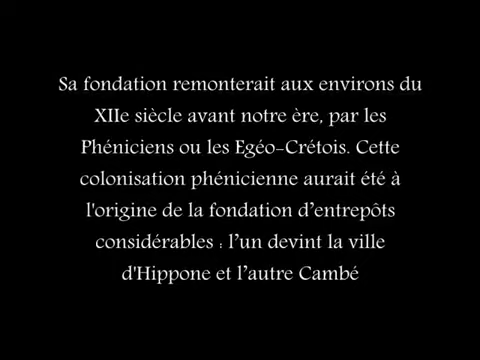 Sa fondation remonterait aux environs du
XIIe siècle avant notre ère, par les
Phéniciens ou les Egéo-Crétois. Cette
colonisation phénicienne aurait été à
l'origine de la fondation d’entrepôts
considérables : l’un devint la ville
d'Hippone et l’autre Cambé